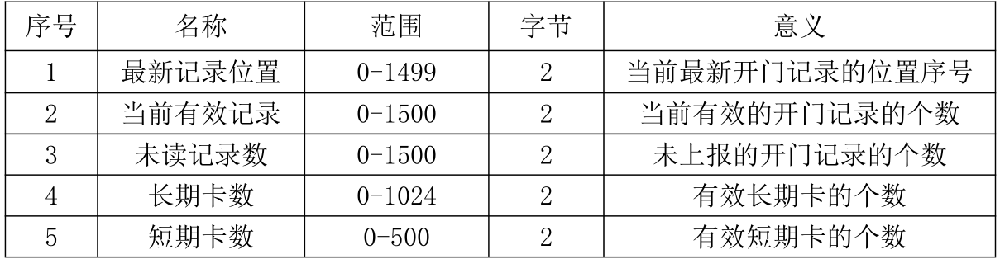 序号 名称 范围 字节 意义
1 最新记录位置 0-1499 2 当前最新开门记录的位置序号
2 当前有效记录 0-1500 2 当前有效的开门记录的个数
3 未读记录数 0-1500 2 未上报的开门记录的个数
4 长期卡数 0-1024 2 有效长期卡的个数
5 短期卡数 0-500 2 有效短期卡的个数